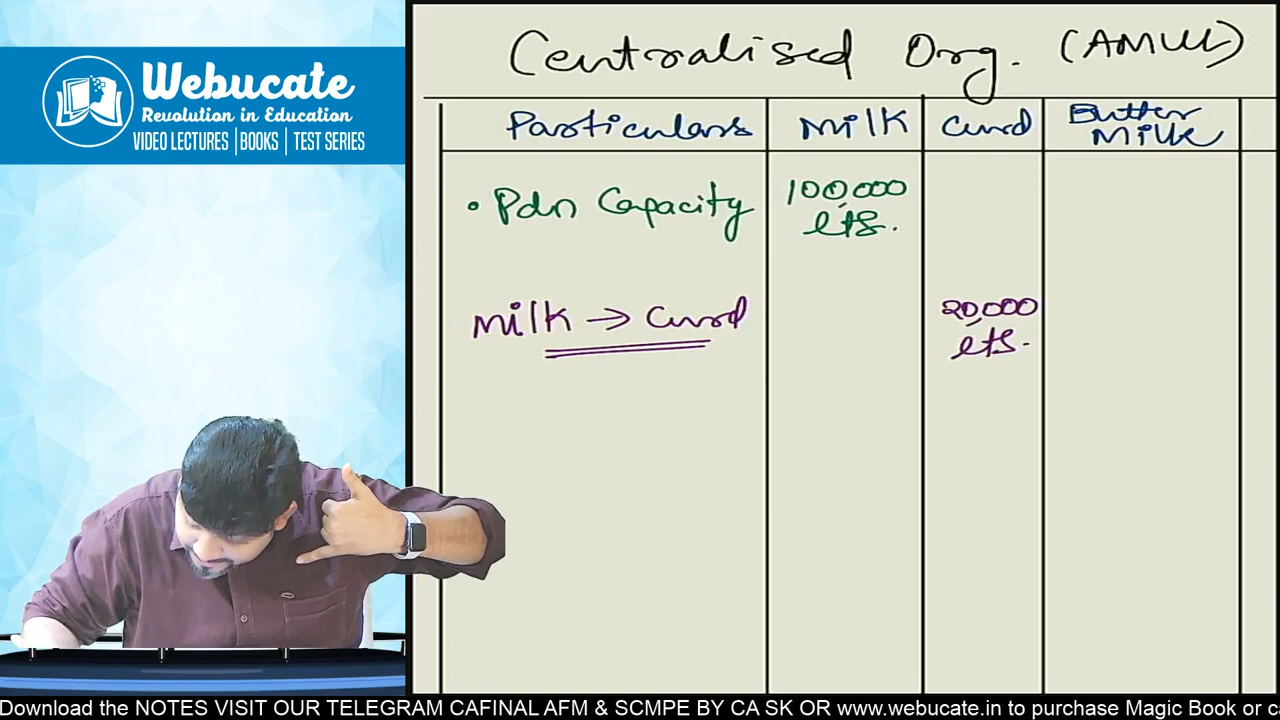 Webucate
Revolution in Education
VIDEO LECTURES | BOOKS | TEST SERIES
Centralised Org. (AMUL)
Particulars Milk Curd Butter Milk
• Pdn Capacity 100,000 lts.
Milk → Curd 20,000 lts.
Download the NOTES VISIT OUR TELEGRAM CAFINAL AFM & SCMPE BY CA SK OR www.webucate.in to purchase Magic Book or c